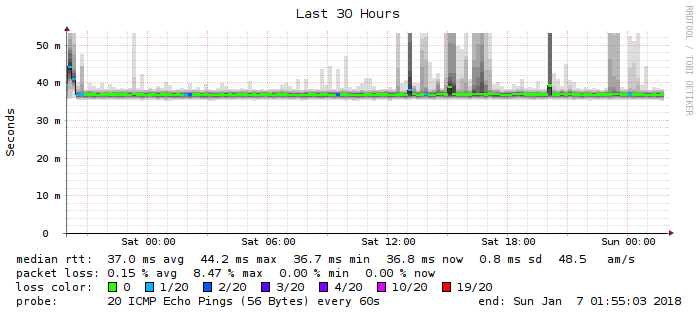 Last 30 Hours
RRDTOOL / TOBI OETIKER
Seconds
50 m
40 m
30 m
20 m
10 m
0
Sat 00:00 Sat 06:00 Sat 12:00 Sat 18:00 Sun 00:00
median rtt: 37.0 ms avg 44.2 ms max 36.7 ms min 36.8 ms now 0.8 ms sd 48.5 am/s
packet loss: 0.15 % avg 8.47 % max 0.00 % min 0.00 % now
loss color: 0 1/20 2/20 3/20 4/20 10/20 19/20
probe: 20 ICMP Echo Pings (56 Bytes) every 60s end: Sun Jan 7 01:55:03 2018